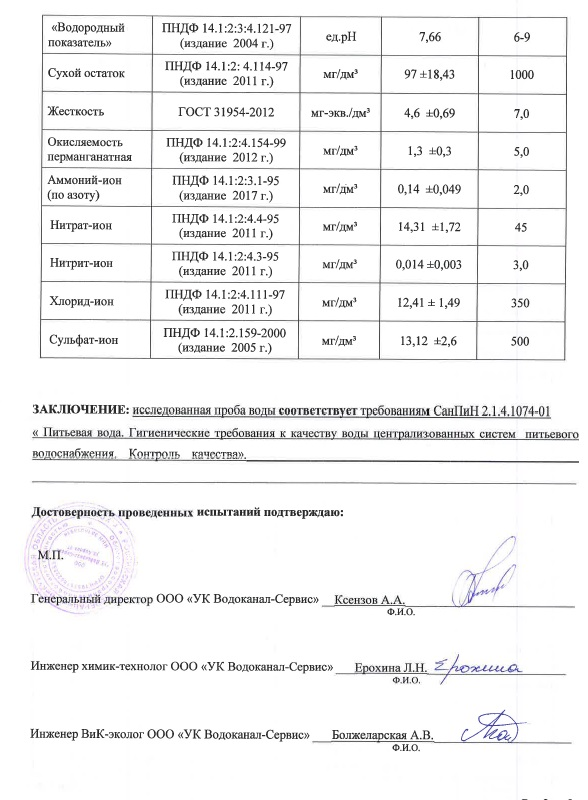 «Водородный показатель» ПНДФ 14.1:2:3:4.121-97 (издание 2004 г.) ед.рН 7,66 6-9
Сухой остаток ПНДФ 14.1:2: 4.114-97 (издание 2011 г.) мг/дм³ 97 ±18,43 1000
Жесткость ГОСТ 31954-2012 мг-экв./дм³ 4,6 ±0,69 7,0
Окисляемость перманганатная ПНДФ 14.1:2:4.154-99 (издание 2012 г.) мг/дм³ 1,3 ±0,3 5,0
Аммоний-ион (по азоту) ПНДФ 14.1:2:3.1-95 (издание 2017 г.) мг/дм³ 0,14 ±0,049 2,0
Нитрат-ион ПНДФ 14.1:2:4.4-95 (издание 2011 г.) мг/дм³ 14,31 ±1,72 45
Нитрит-ион ПНДФ 14.1:2:4.3-95 (издание 2011 г.) мг/дм³ 0,014 ±0,003 3,0
Хлорид-ион ПНДФ 14.1:2:4.111-97 (издание 2011 г.) мг/дм³ 12,41 ± 1,49 350
Сульфат-ион ПНДФ 14.1:2.159-2000 (издание 2005 г.) мг/дм³ 13,12 ±2,6 500
ЗАКЛЮЧЕНИЕ: исследованная проба воды соответствует требованиям СанПиН 2.1.4.1074-01
« Питьевая вода. Гигиенические требования к качеству воды централизованных систем питьевого
водоснабжения. Контроль качества».
Достоверность проведенных испытаний подтверждаю:
М.П.
Генеральный директор ООО «УК Водоканал-Сервис» Ксензов А.А.
Ф.И.О.
Инженер химик-технолог ООО «УК Водоканал-Сервис» Ерохина Л.Н. Ерохина
Ф.И.О.
Инженер ВиК-эколог ООО «УК Водоканал-Сервис» Болжеларская А.В.
Ф.И.О.